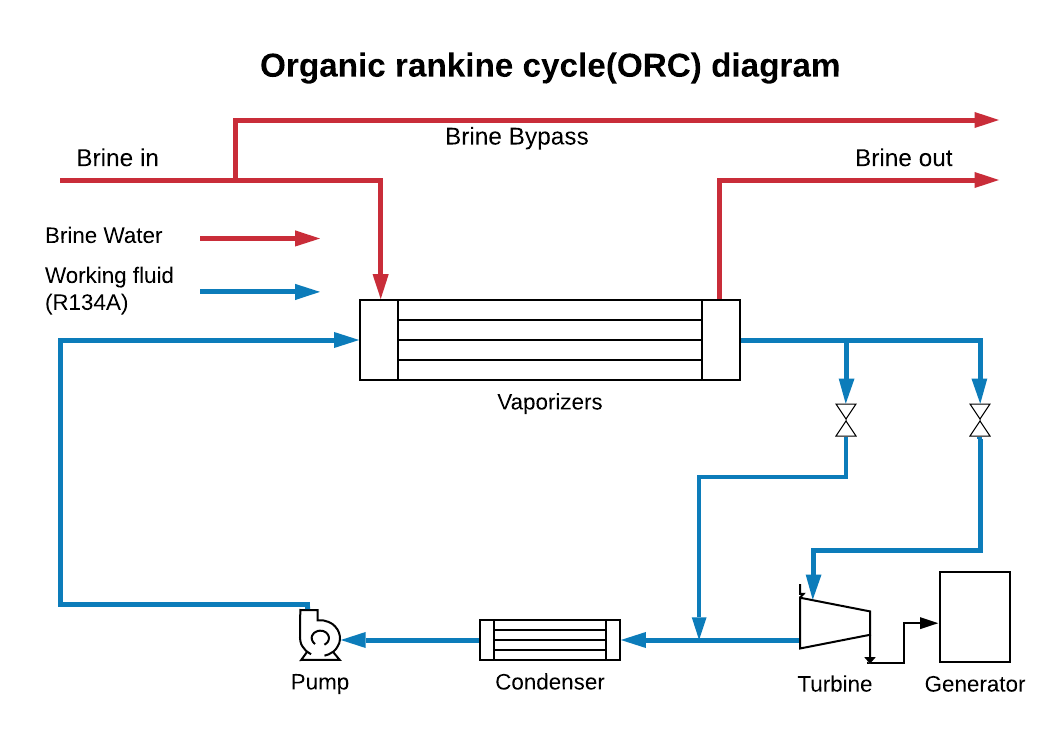 Organic rankine cycle(ORC) diagram
Brine Bypass
Brine in
Brine out
Brine Water
Working fluid
(R134A)
Vaporizers
Pump
Condenser
Turbine
Generator